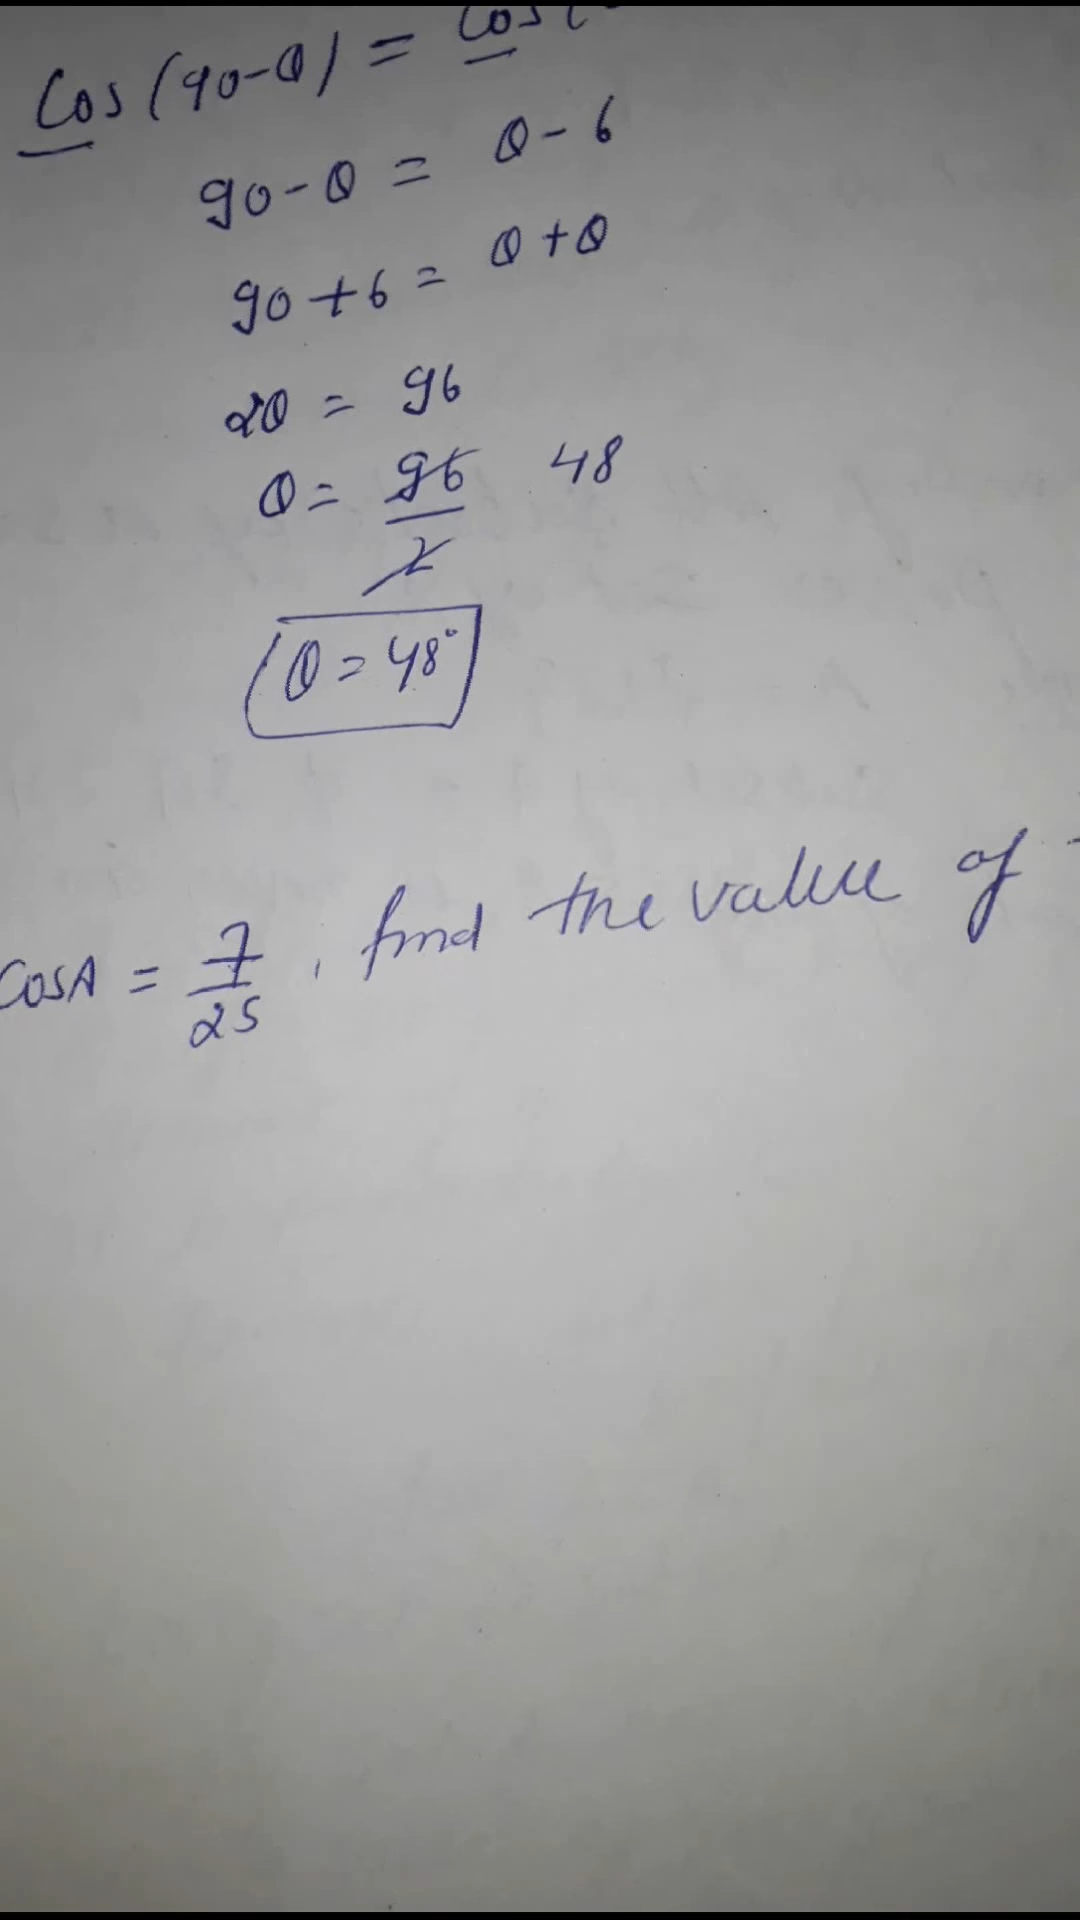 Cos(90-θ) = Cos(
90-θ = θ-6
90+6 = θ+θ
2θ = 96
θ = 96/2 48
θ = 48°
COSA = 7/25, find the value of